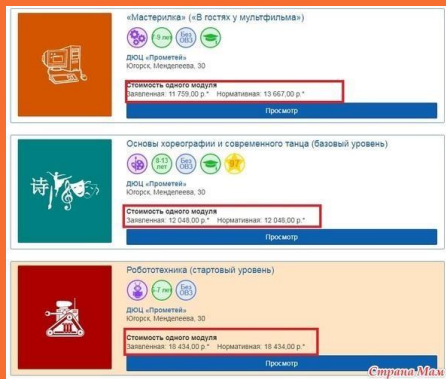 «Мастерилка» («В гостях у мультфильма»)
7-9 лет
Без ОВЗ
ДЮЦ «Прометей»
Югорск, Менделеева, 30
Стоимость одного модуля
Заявленная: 11 759,00 р.* Нормативная: 13 667,00 р.*
Просмотр
Основы хореографии и современного танца (базовый уровень)
8-13 лет
Без ОВЗ
97
诗
ДЮЦ «Прометей»
Югорск, Менделеева, 30
Стоимость одного модуля
Заявленная: 12 048,00 р.* Нормативная: 12 048,00 р.*
Просмотр
Робототехника (стартовый уровень)
5-7 лет
Без ОВЗ
ДЮЦ «Прометей»
Югорск, Менделеева, 30
Стоимость одного модуля
Заявленная: 18 434,00 р.* Нормативная: 18 434,00 р.*
Просмотр
Страна Мам